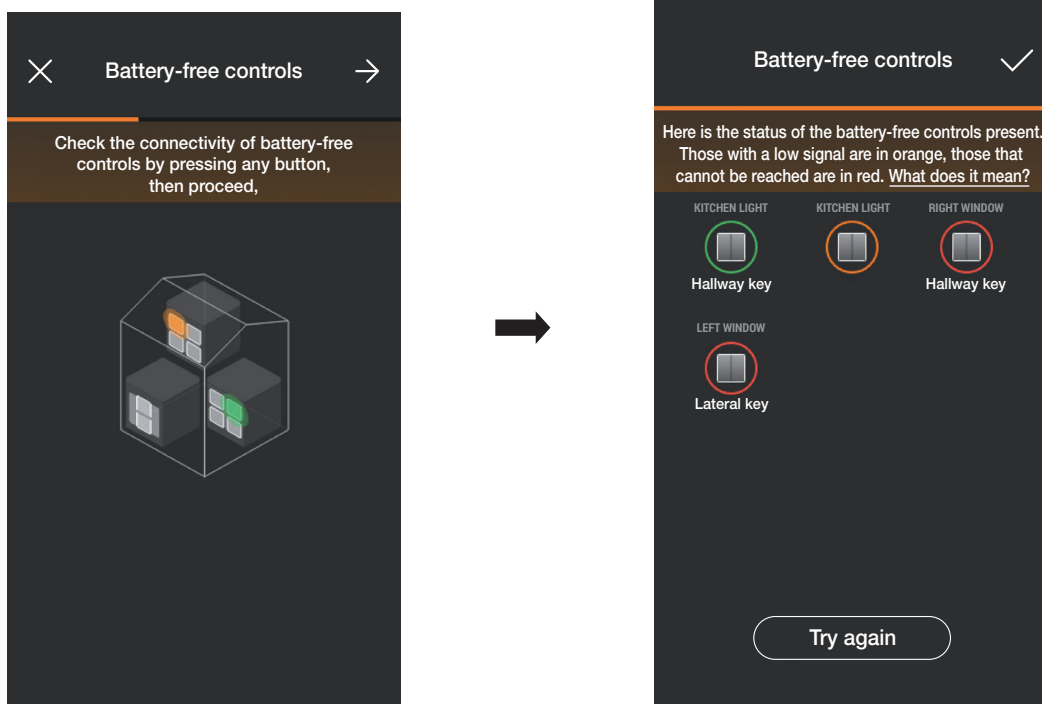 Battery-free controls
Check the connectivity of battery-free
controls by pressing any button,
then proceed,
Battery-free controls
Here is the status of the battery-free controls present.
Those with a low signal are in orange, those that
cannot be reached are in red. What does it mean?
KITCHEN LIGHT
KITCHEN LIGHT
RIGHT WINDOW
Hallway key
Hallway key
LEFT WINDOW
Lateral key
Try again